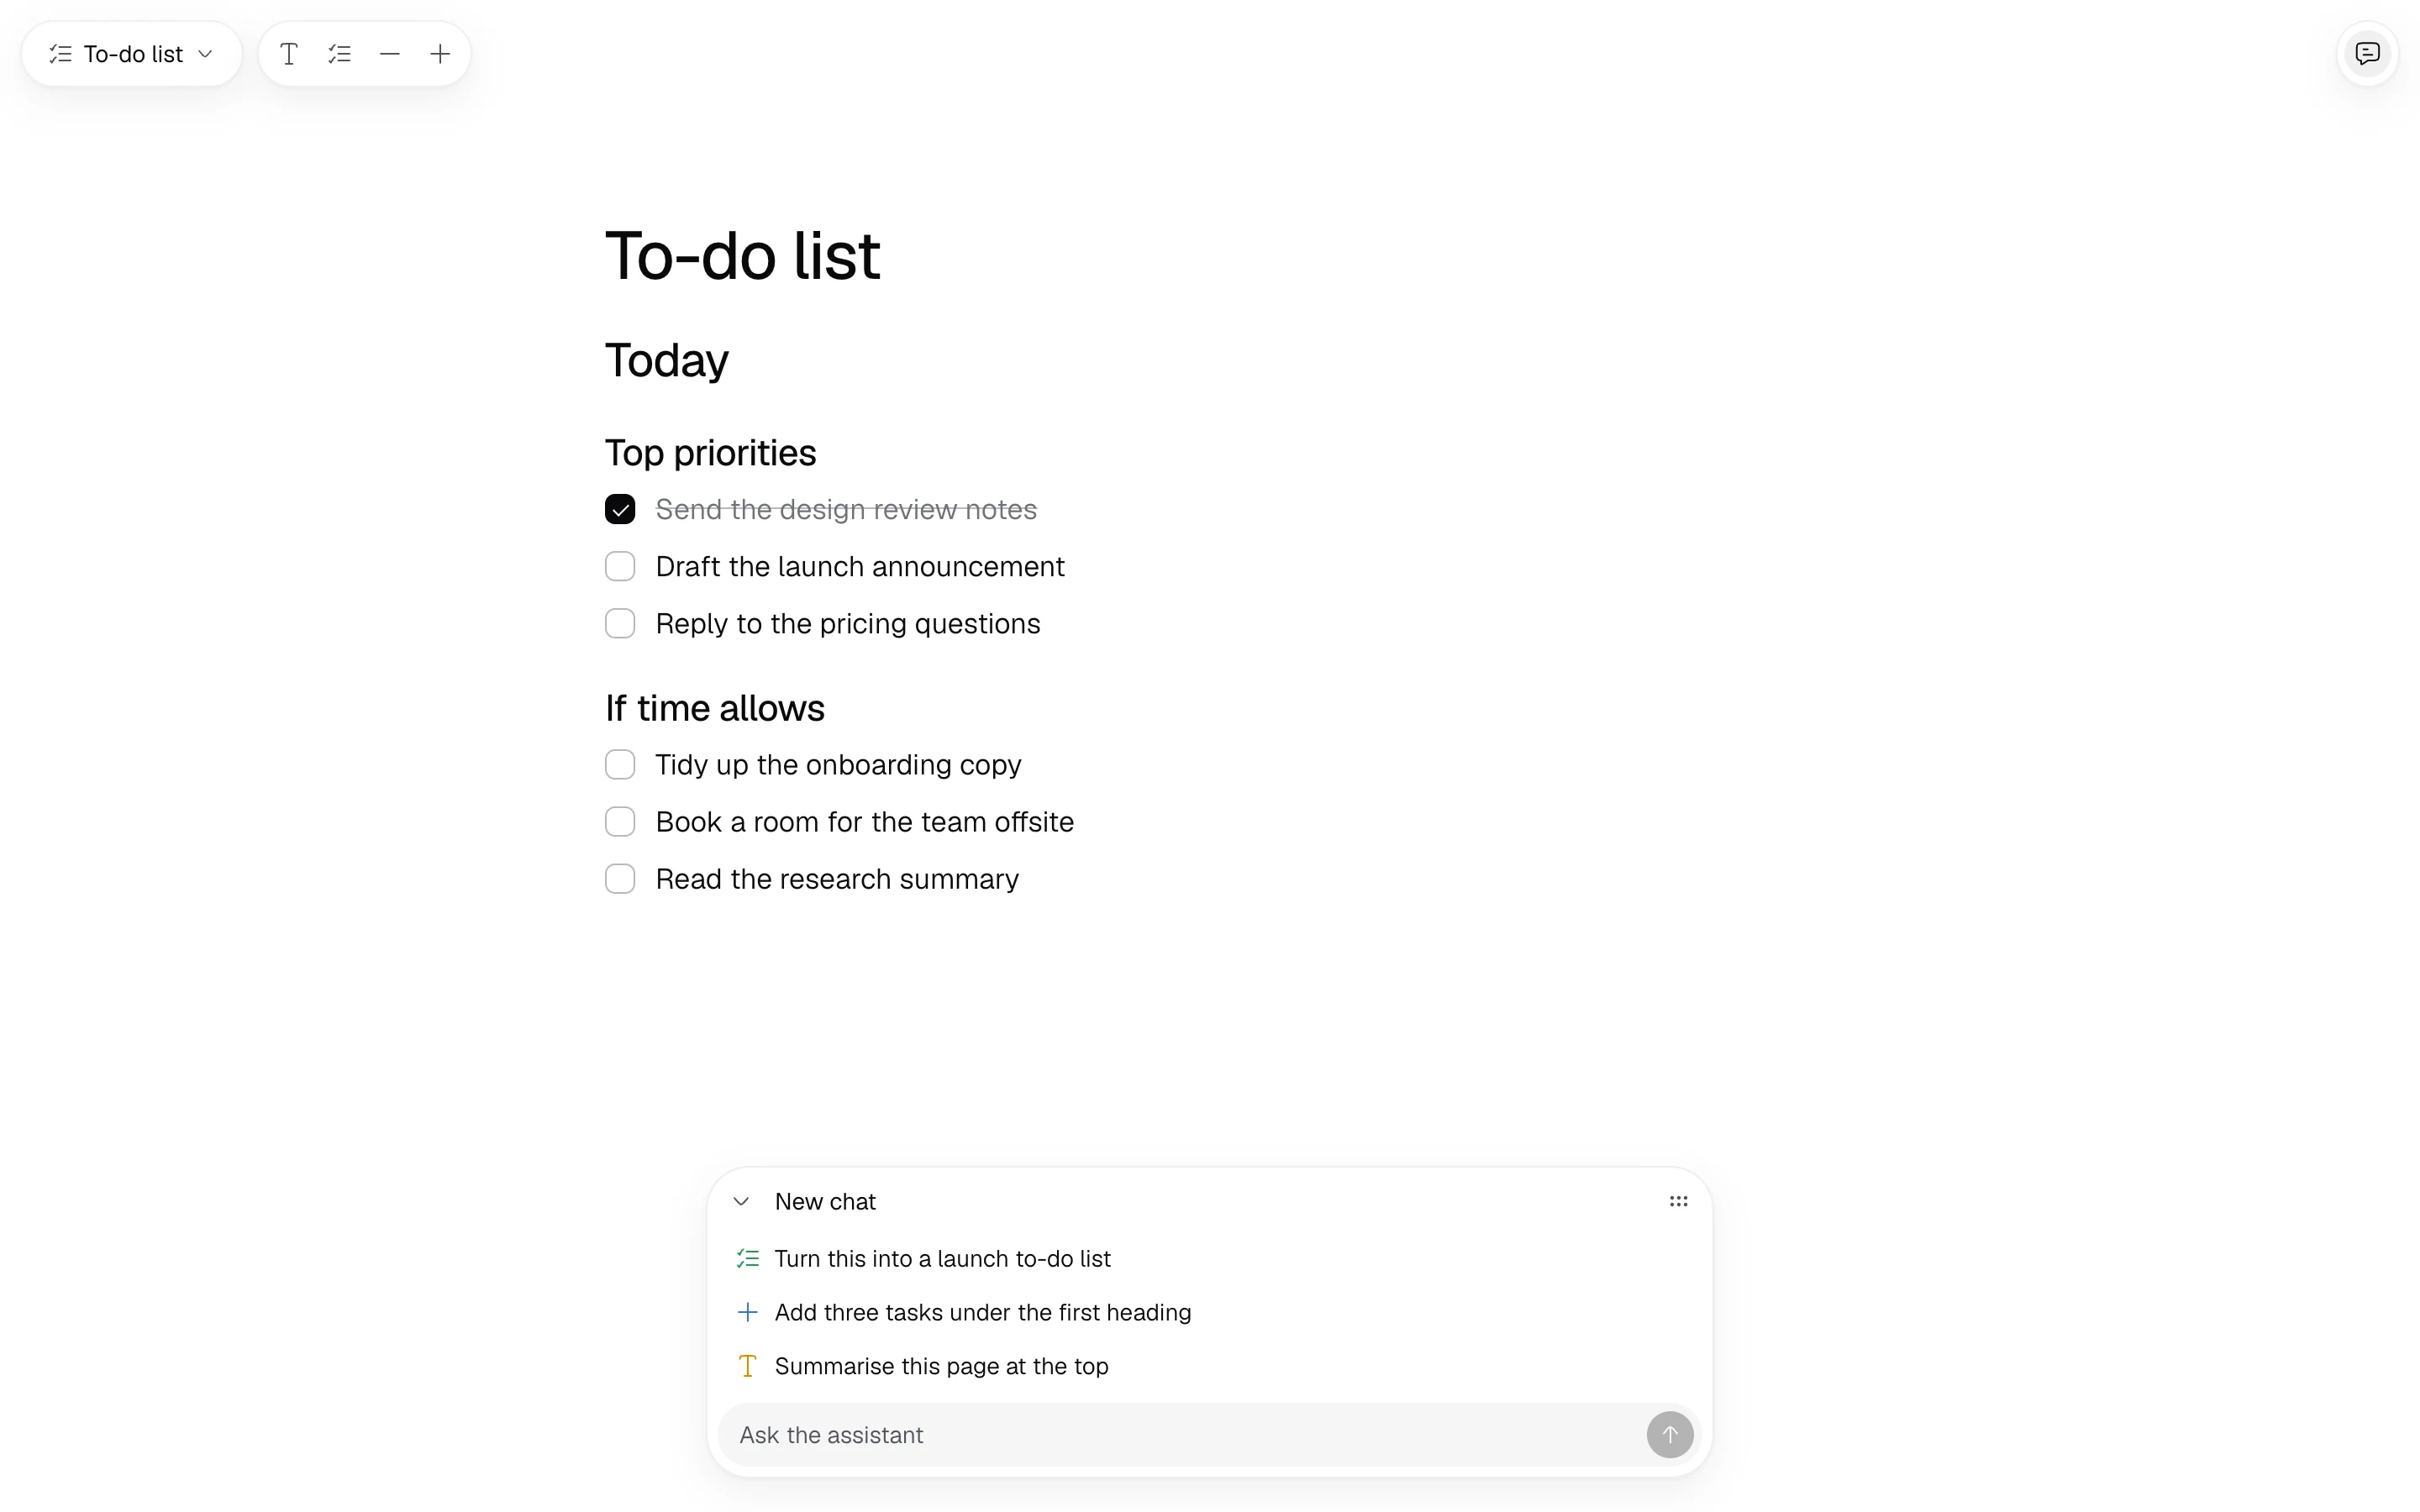 To-do list
To-do list
Today
Top priorities
Send the design review notes
Draft the launch announcement
Reply to the pricing questions
If time allows
Tidy up the onboarding copy
Book a room for the team offsite
Read the research summary
New chat
Turn this into a launch to-do list
Add three tasks under the first heading
Summarise this page at the top
Ask the assistant